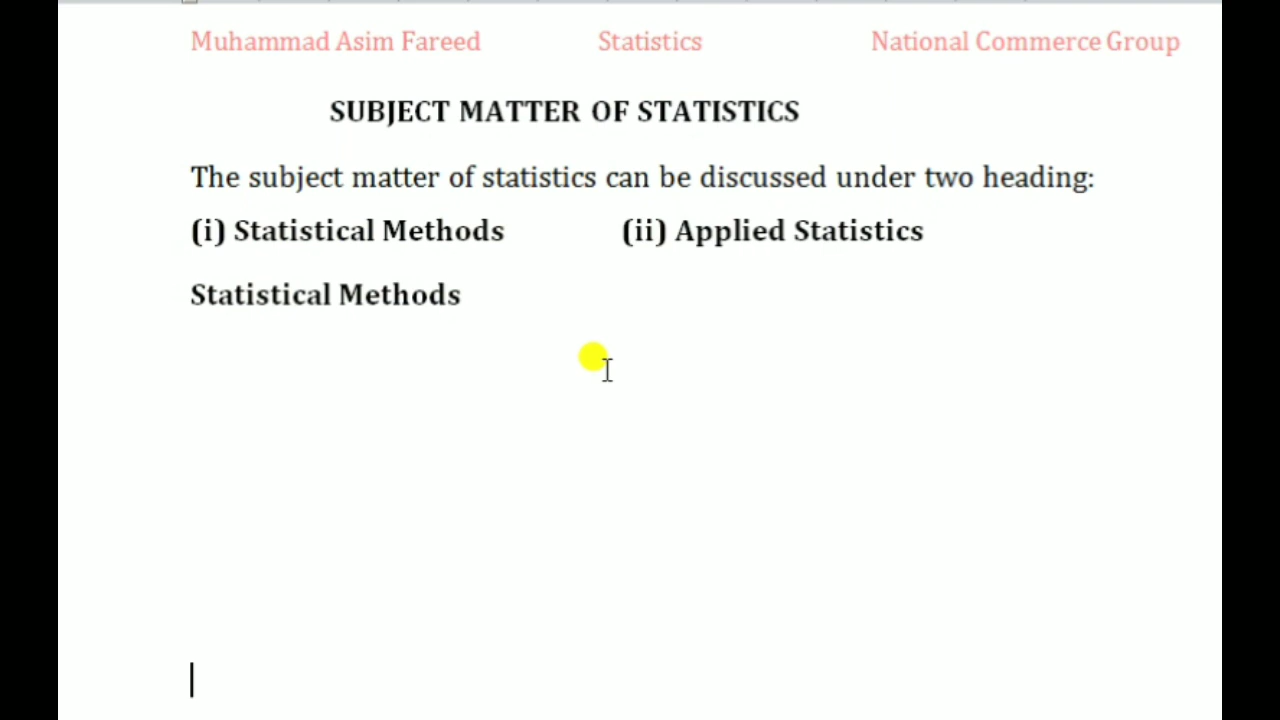 Muhammad Asim Fareed Statistics National Commerce Group
SUBJECT MATTER OF STATISTICS
The subject matter of statistics can be discussed under two heading:
(i) Statistical Methods (ii) Applied Statistics
Statistical Methods